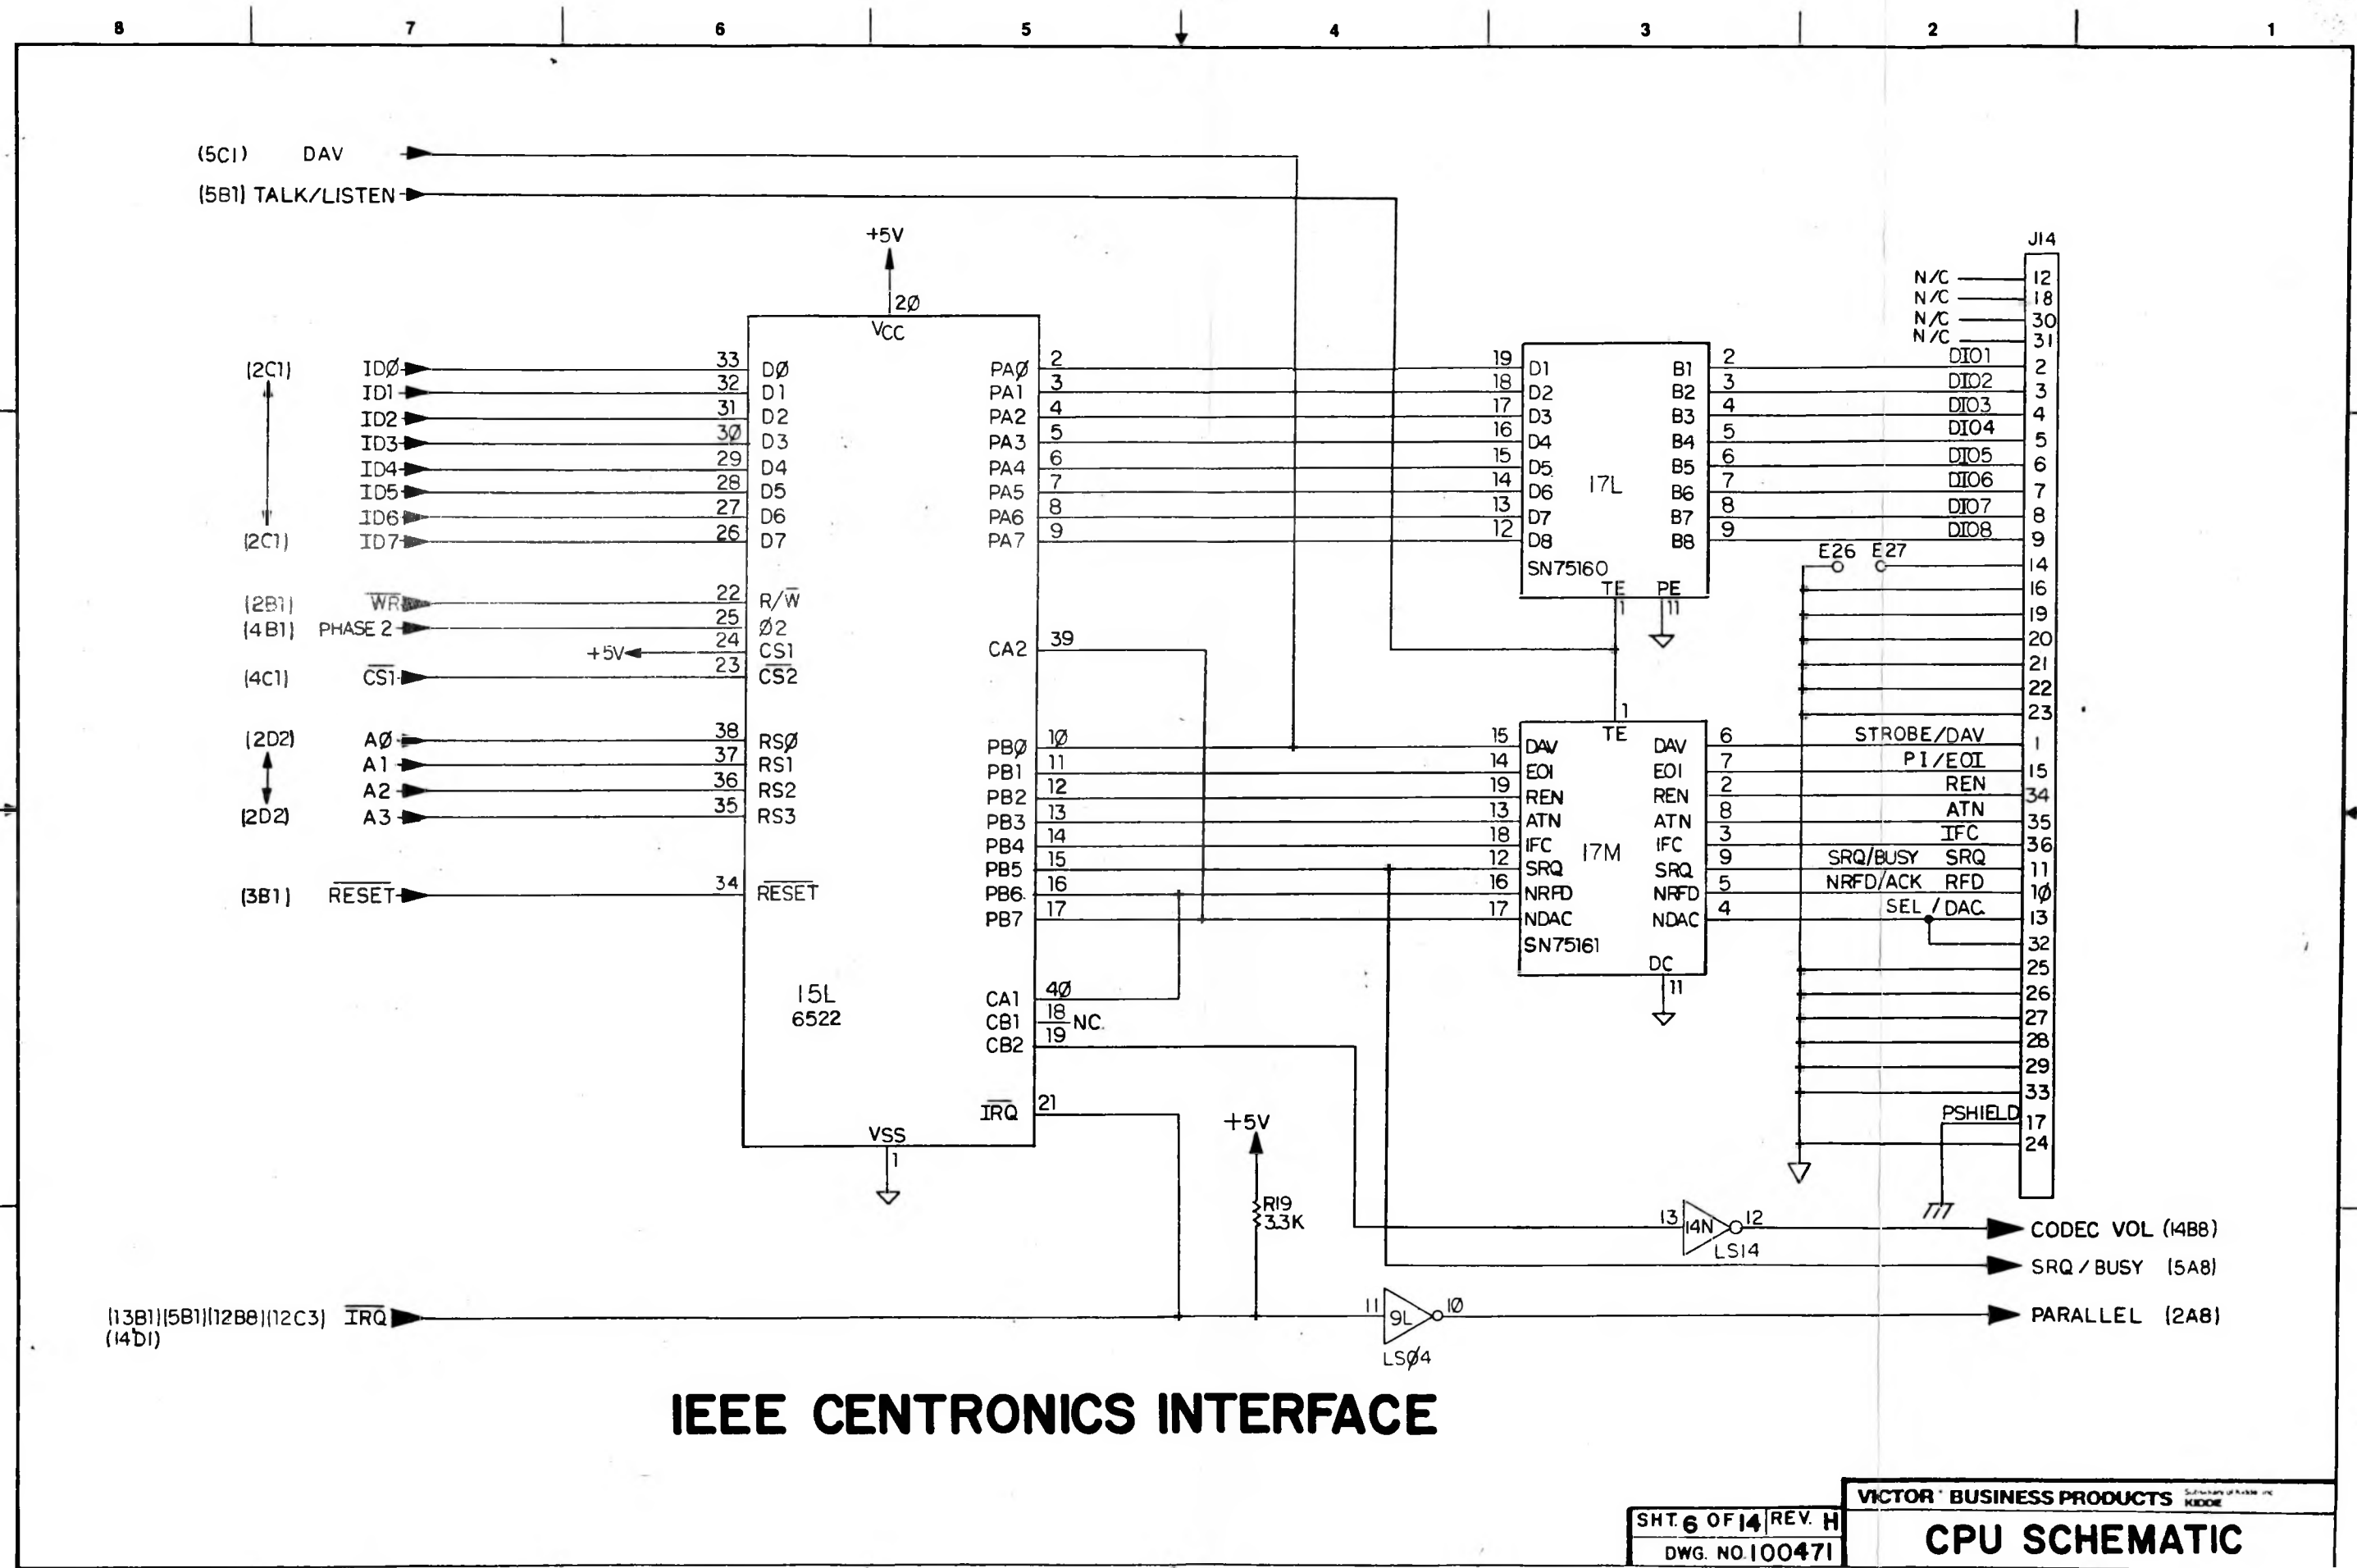 8 7 6 5 4 3 2 1
(5C1) DAV
(5B1) TALK/LISTEN
+5V
20
VCC
(2C1)
ID0 33 D0
ID1 32 D1
ID2 31 D2
ID3 30 D3
ID4 29 D4
ID5 28 D5
ID6 27 D6
(2C1) ID7 26 D7
(2B1) WR 22 R/W
(4B1) PHASE 2 25 Ø2
+5V 24 CS1
(4C1) CS1 23 CS2
(2D2) A0 38 RS0
A1 37 RS1
A2 36 RS2
(2D2) A3 35 RS3
(3B1) RESET 34 RESET
15L
6522
VSS
1
PA0 2
PA1 3
PA2 4
PA3 5
PA4 6
PA5 7
PA6 8
PA7 9
CA2 39
PB0 10
PB1 11
PB2 12
PB3 13
PB4 14
PB5 15
PB6 16
PB7 17
CA1 40
CB1 18 NC.
CB2 19
IRQ 21
19 D1 B1 2
18 D2 B2 3
17 D3 B3 4
16 D4 B4 5
15 D5 B5 6
14 D6 B6 7
13 D7 B7 8
12 D8 B8 9
17L
SN75160
TE PE
1 11
1
TE
15 DAV DAV 6
14 EOI EOI 7
19 REN REN 2
13 ATN ATN 8
18 IFC IFC 3
12 SRQ SRQ 9
16 NRFD NRFD 5
17 NDAC NDAC 4
17M
SN75161
DC
11
J14
N/C 12
N/C 18
N/C 30
N/C 31
DIO1 2
DIO2 3
DIO3 4
DIO4 5
DIO5 6
DIO6 7
DIO7 8
DIO8 9
E26 E27 14
16
19
20
21
22
23
STROBE/DAV 1
PI/EOI 15
REN 34
ATN 35
IFC 36
SRQ/BUSY SRQ 11
NRFD/ACK RFD 10
SEL / DAC 13
32
25
26
27
28
29
33
PSHIELD 17
24
+5V
R19
3.3K
13 14N 12
LS14
CODEC VOL (14B8)
SRQ / BUSY (5A8)
(13B1)(5B1)(12B8)(12C3) IRQ
(14D1)
11 9L 10
LS04
PARALLEL (2A8)
IEEE CENTRONICS INTERFACE
VICTOR BUSINESS PRODUCTS
KIDDE
SHT. 6 OF 14 REV. H
DWG. NO. 100471
CPU SCHEMATIC